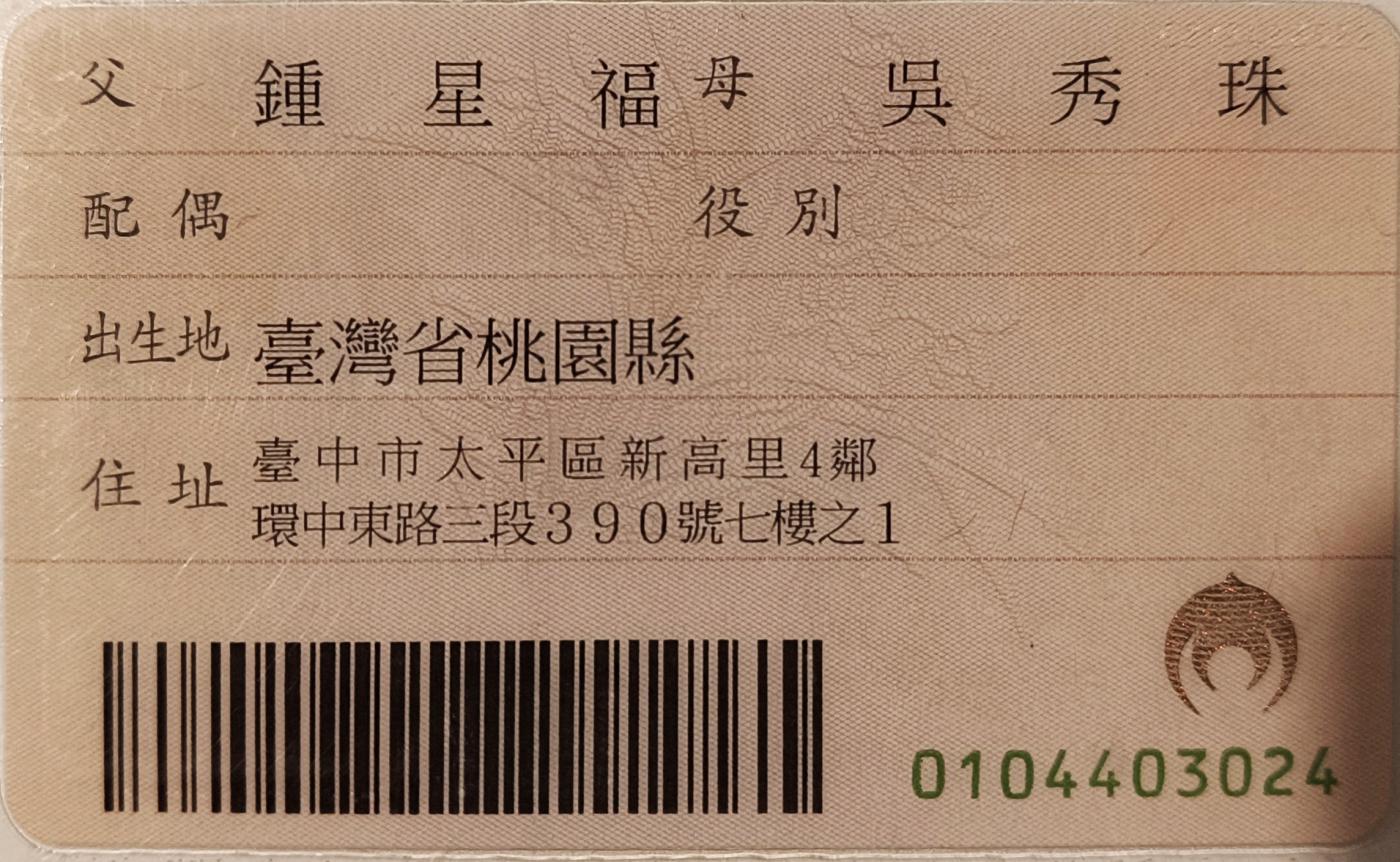 父 鍾星福 母 吳秀珠
配偶 役別
出生地 臺灣省桃園縣
住址 臺中市太平區新高里4鄰
環中東路三段390號七樓之1
0104403024